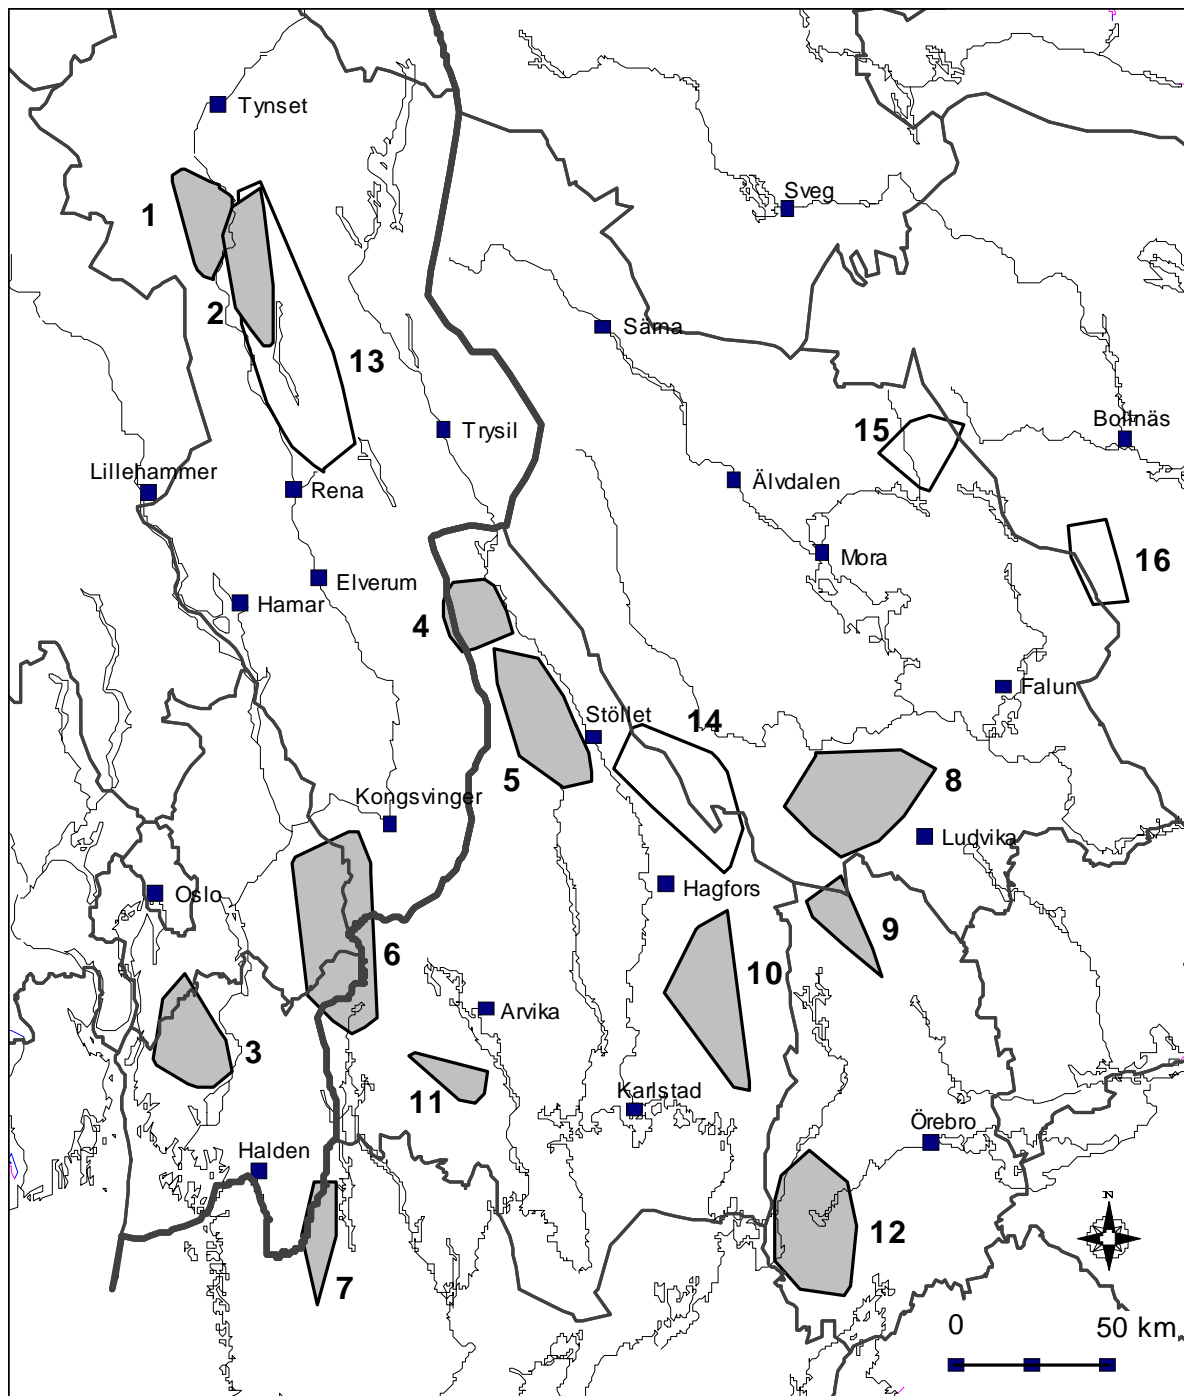 Tynset
N
Sveg
1
2
Särna
13
Trysil
15
Bollnäs
Lillehammer
Rena
Älvdalen
Mora
16
Elverum
Hamar
4
Falun
Stöllet
14
5
8
Kongsvinger
Ludvika
Oslo
Hagfors
9
6
10
Arvika
3
11
Karlstad
Örebro
Halden
12
7
0
50 km